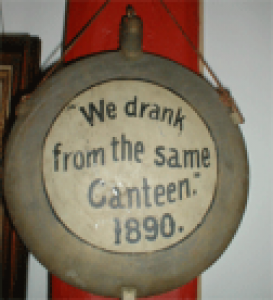 "We drank
from the same
Canteen."
1890.